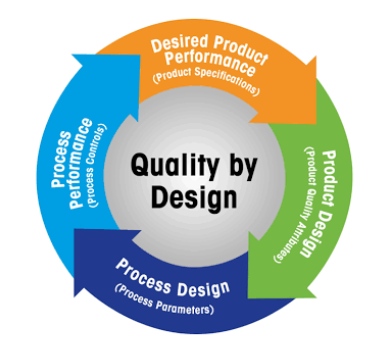 Desired Product
Performance
(Product Specifications)
Product Design
(Product Quality Attributes)
Process Design
(Process Parameters)
Process
Performance
(Process Controls)
Quality by
Design